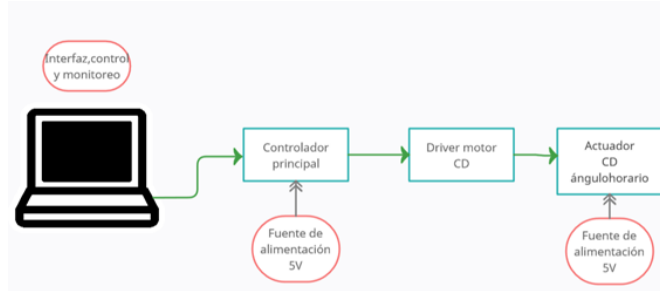 Interfaz,control
y monitoreo
Controlador
principal
Driver motor
CD
Actuador
CD
ángulohorario
Fuente de
alimentación
5V
Fuente de
alimentación
5V